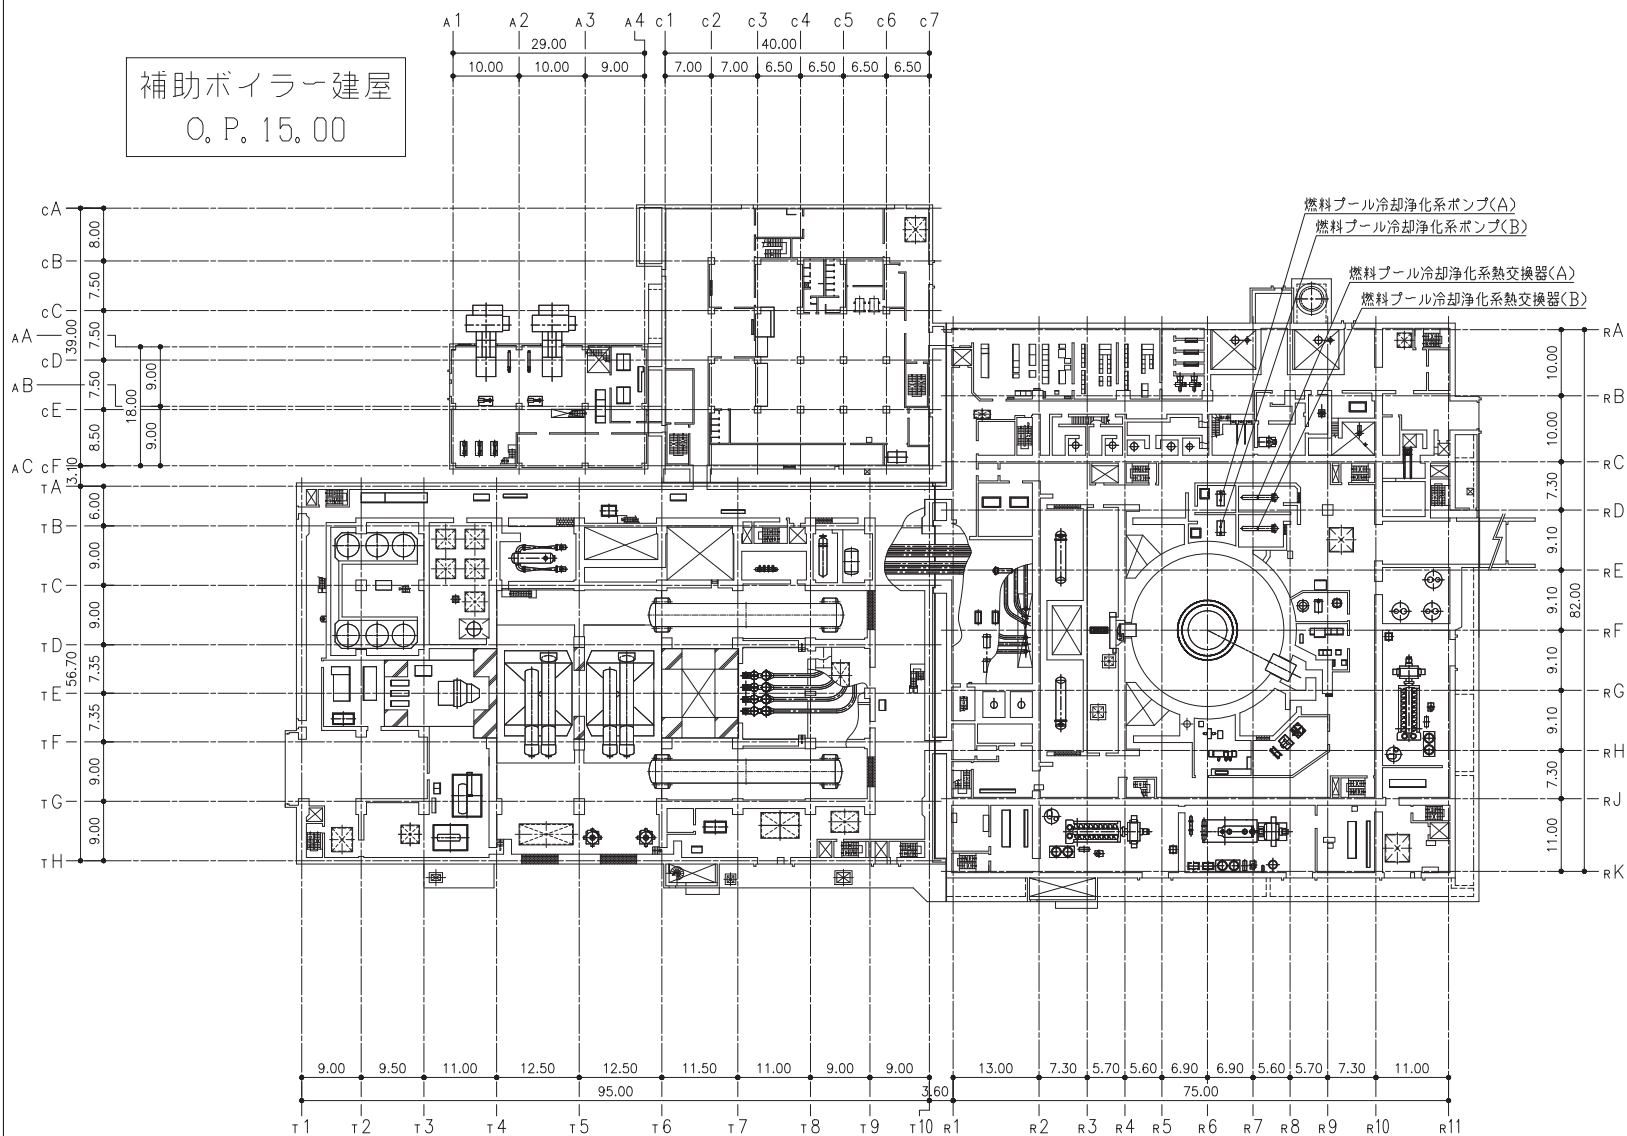 A1 A2 A3 A4 C1 C2 C3 C4 C5 C6 C7
29.00 40.00
10.00 10.00 9.00 7.00 7.00 6.50 6.50 6.50 6.50
補助ボイラー建屋
O.P.15.00
燃料プール冷却浄化系ポンプ(A)
燃料プール冷却浄化系ポンプ(B)
燃料プール冷却浄化系熱交換器(A)
燃料プール冷却浄化系熱交換器(B)
CA
8.00
CB
7.50
CC
AA
39.00
7.50
CD
AB
7.50
CE
8.50
AC CF
3.10
9.00
18.00
9.00
TA
6.00
TB
9.00
TC
9.00
TD
56.70
7.35
TE
7.35
TF
9.00
TG
9.00
TH
RA
10.00
RB
10.00
RC
7.30
RD
9.10
RE
9.10
82.00
RF
9.10
RG
9.10
RH
7.30
RJ
11.00
RK
9.00 9.50 11.00 12.50 12.50 11.50 11.00 9.00 9.00 13.00 7.30 5.70 5.60 6.90 6.90 5.60 5.70 7.30 11.00
95.00 3.60 75.00
T1 T2 T3 T4 T5 T6 T7 T8 T9 T10 R1 R2 R3 R4 R5 R6 R7 R8 R9 R10 R11